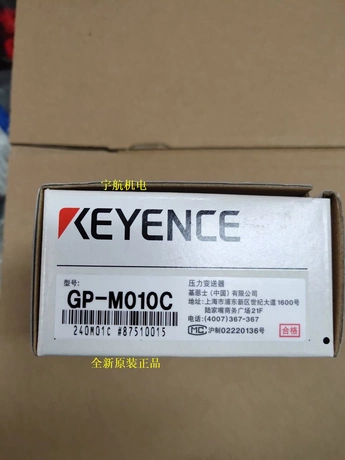 宇航机电
KEYENCE
型号:
GP-M010C
240M01C #87510015
压力变送器
基恩士（中国）有限公司
地址:上海市浦东新区世纪大道1600号
陆家嘴商务广场21F
电话:(4007)367-367
MC 沪制02220136号
合格
全新原装正品